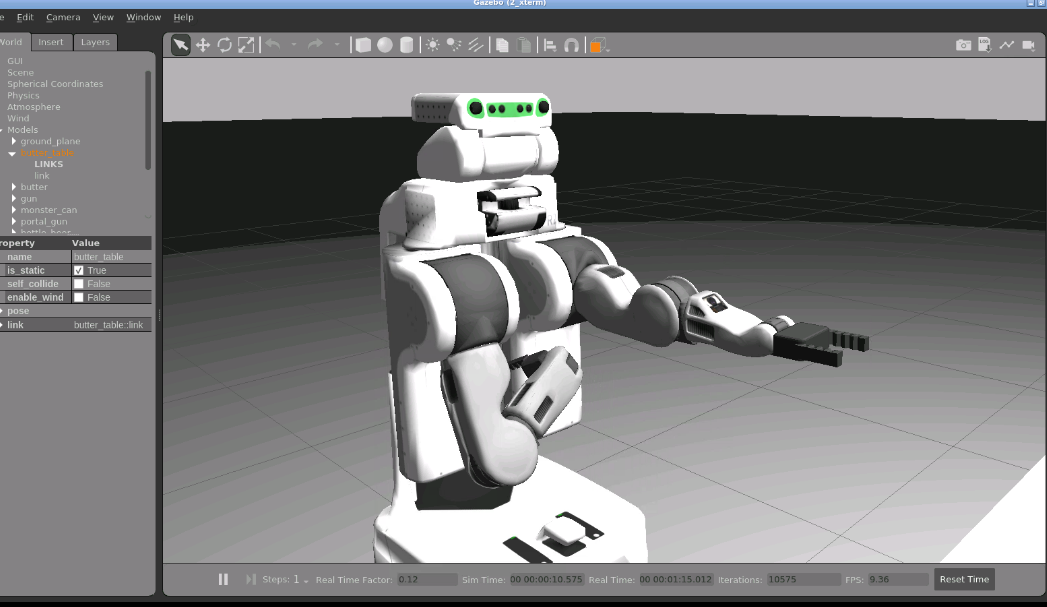 Gazebo (2_xterm)
e Edit Camera View Window Help
World Insert Layers
GUI
Scene
Spherical Coordinates
Physics
Atmosphere
Wind
Models
ground_plane
butter_table
LINKS
link
butter
gun
monster_can
portal_gun
roperty Value
name butter_table
is_static True
self_collide False
enable_wind False
pose
link butter_table::link
Steps: 1 Real Time Factor: 0.12 Sim Time: 00 00:00:10.575 Real Time: 00 00:01:15.012 Iterations: 10575 FPS: 9.36 Reset Time